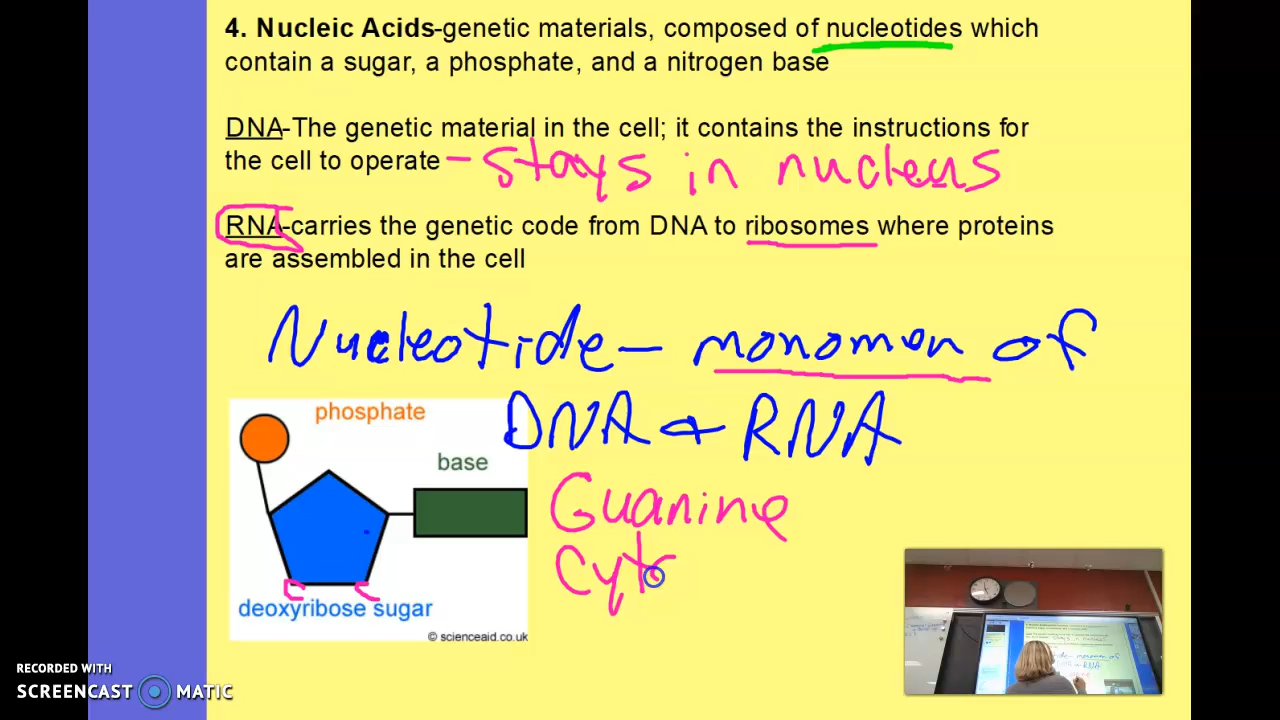 4. Nucleic Acids-genetic materials, composed of nucleotides which
contain a sugar, a phosphate, and a nitrogen base
DNA-The genetic material in the cell; it contains the instructions for
the cell to operate - stays in nucleus
RNA-carries the genetic code from DNA to ribosomes where proteins
are assembled in the cell
Nucleotide - monomer of
DNA + RNA
phosphate
base
deoxyribose sugar
© scienceaid.co.uk
Guanine
Cyto
RECORDED WITH
SCREENCAST MATIC